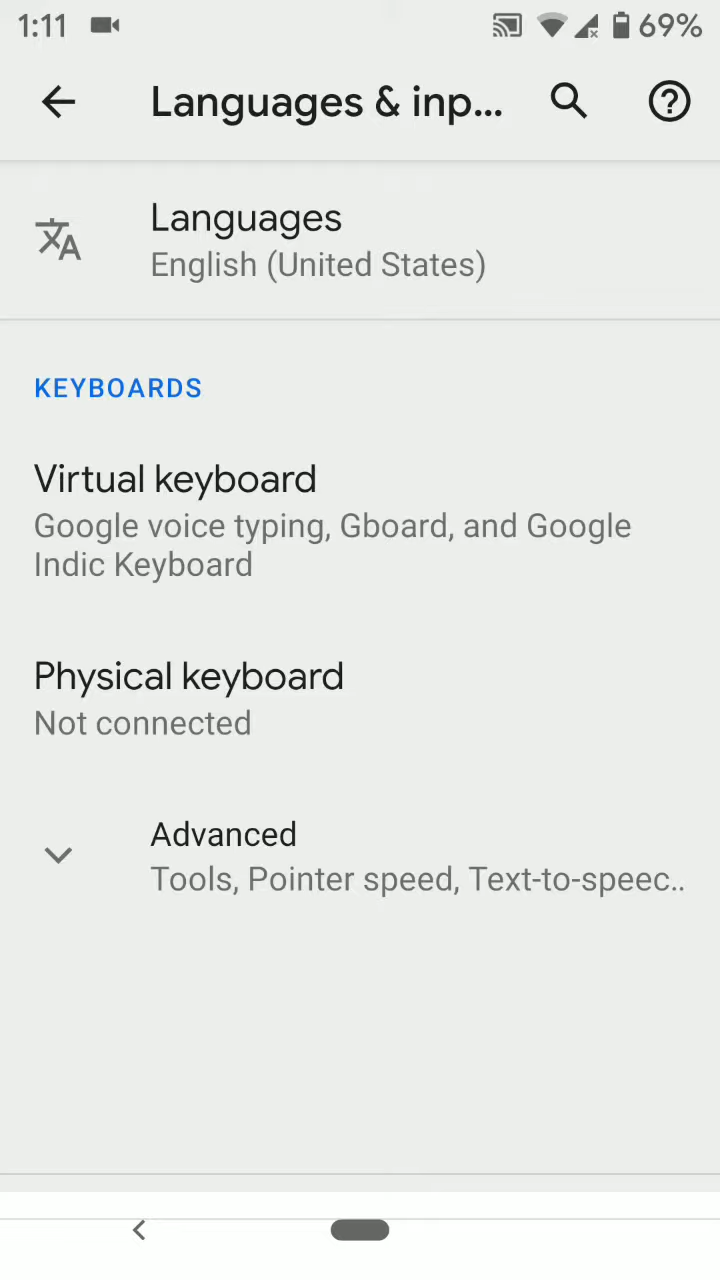 1:11 69%
Languages & inp...
Languages
English (United States)
KEYBOARDS
Virtual keyboard
Google voice typing, Gboard, and Google
Indic Keyboard
Physical keyboard
Not connected
Advanced
Tools, Pointer speed, Text-to-speec..